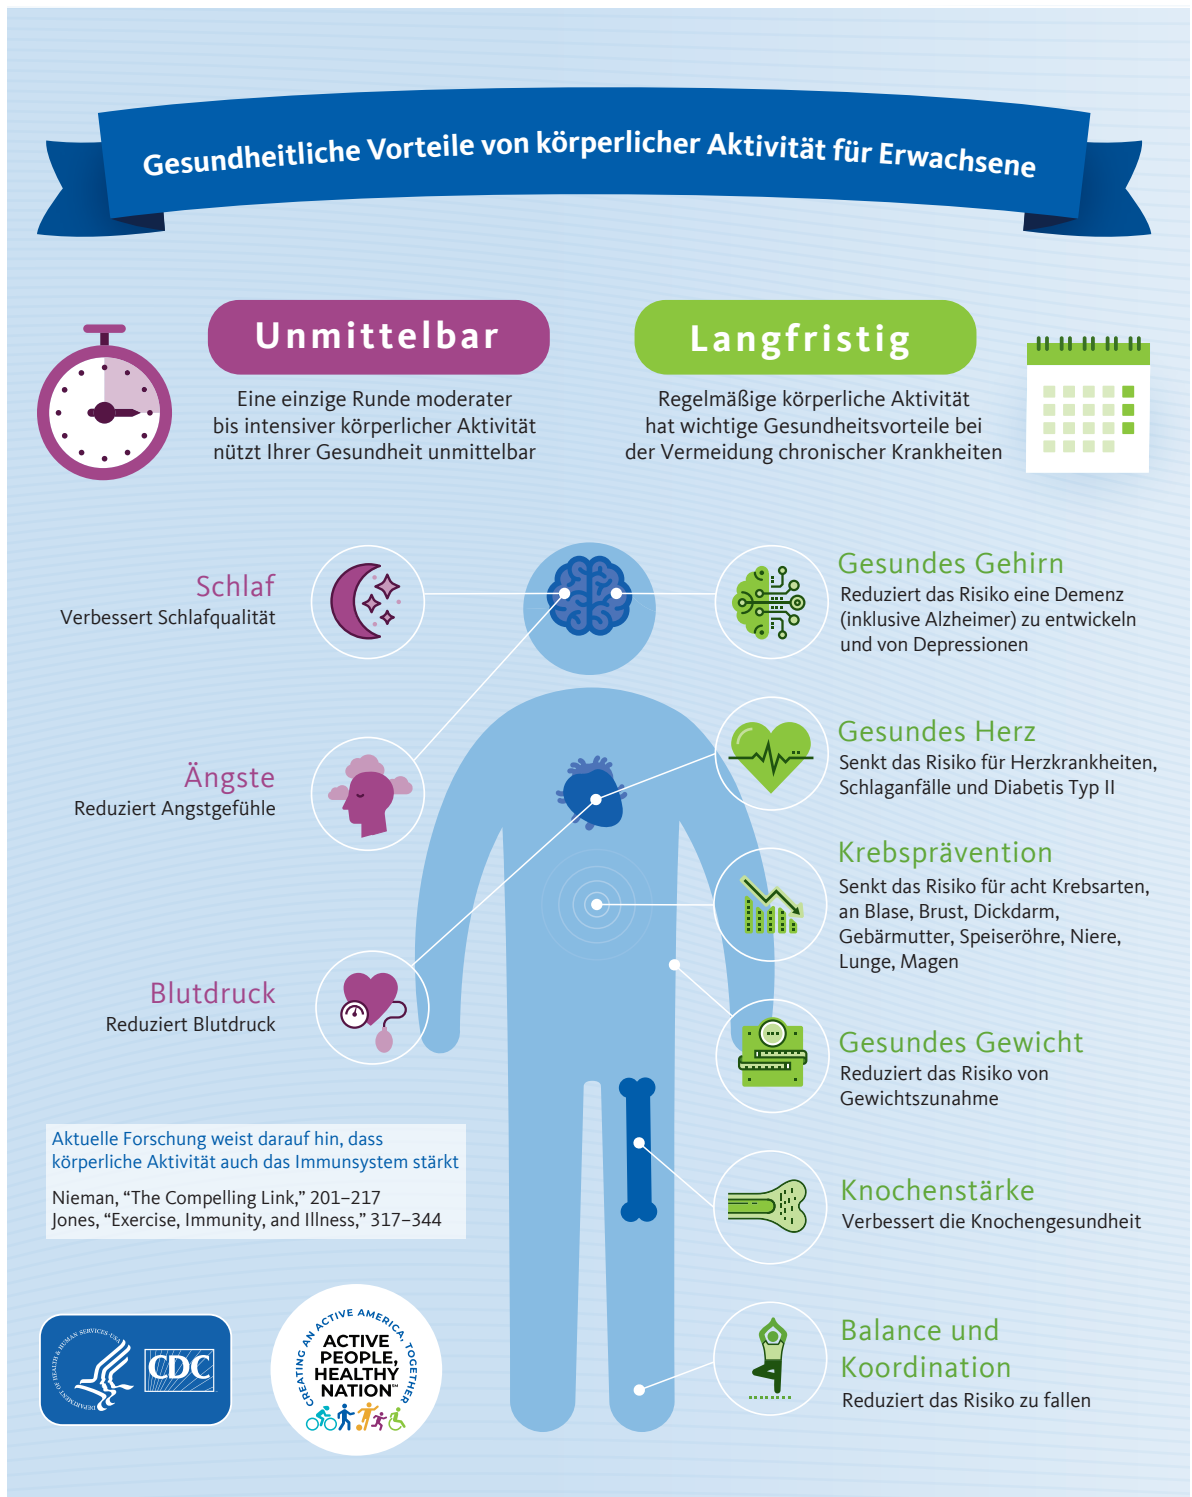 Gesundheitliche Vorteile von körperlicher Aktivität für Erwachsene
Unmittelbar
Eine einzige Runde moderater
bis intensiver körperlicher Aktivität
nützt Ihrer Gesundheit unmittelbar
Langfristig
Regelmäßige körperliche Aktivität
hat wichtige Gesundheitsvorteile bei
der Vermeidung chronischer Krankheiten
Schlaf
Verbessert Schlafqualität
Ängste
Reduziert Angstgefühle
Blutdruck
Reduziert Blutdruck
Gesundes Gehirn
Reduziert das Risiko eine Demenz
(inklusive Alzheimer) zu entwickeln
und von Depressionen
Gesundes Herz
Senkt das Risiko für Herzkrankheiten,
Schlaganfälle und Diabetis Typ II
Krebsprävention
Senkt das Risiko für acht Krebsarten,
an Blase, Brust, Dickdarm,
Gebärmutter, Speiseröhre, Niere,
Lunge, Magen
Gesundes Gewicht
Reduziert das Risiko von
Gewichtszunahme
Knochenstärke
Verbessert die Knochengesundheit
Balance und
Koordination
Reduziert das Risiko zu fallen
Aktuelle Forschung weist darauf hin, dass
körperliche Aktivität auch das Immunsystem stärkt
Nieman, “The Compelling Link,” 201–217
Jones, “Exercise, Immunity, and Illness,” 317–344
DEPARTMENT OF HEALTH & HUMAN SERVICES·USA
CDC
CREATING AN ACTIVE AMERICA, TOGETHER
ACTIVE
PEOPLE,
HEALTHY
NATION℠